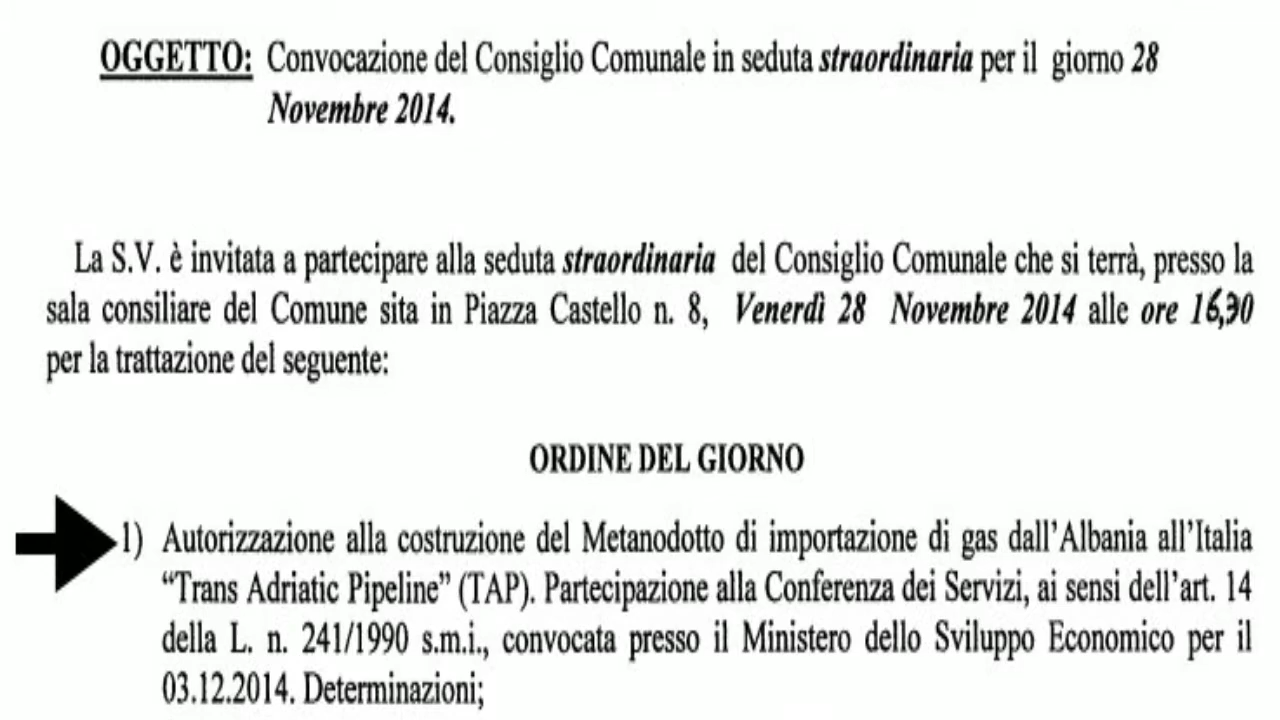 OGGETTO: Convocazione del Consiglio Comunale in seduta straordinaria per il giorno 28
Novembre 2014.
La S.V. è invitata a partecipare alla seduta straordinaria del Consiglio Comunale che si terrà, presso la
sala consiliare del Comune sita in Piazza Castello n. 8, Venerdì 28 Novembre 2014 alle ore 16,30
per la trattazione del seguente:
ORDINE DEL GIORNO
1) Autorizzazione alla costruzione del Metanodotto di importazione di gas dall'Albania all'Italia
“Trans Adriatic Pipeline” (TAP). Partecipazione alla Conferenza dei Servizi, ai sensi dell'art. 14
della L. n. 241/1990 s.m.i., convocata presso il Ministero dello Sviluppo Economico per il
03.12.2014. Determinazioni;